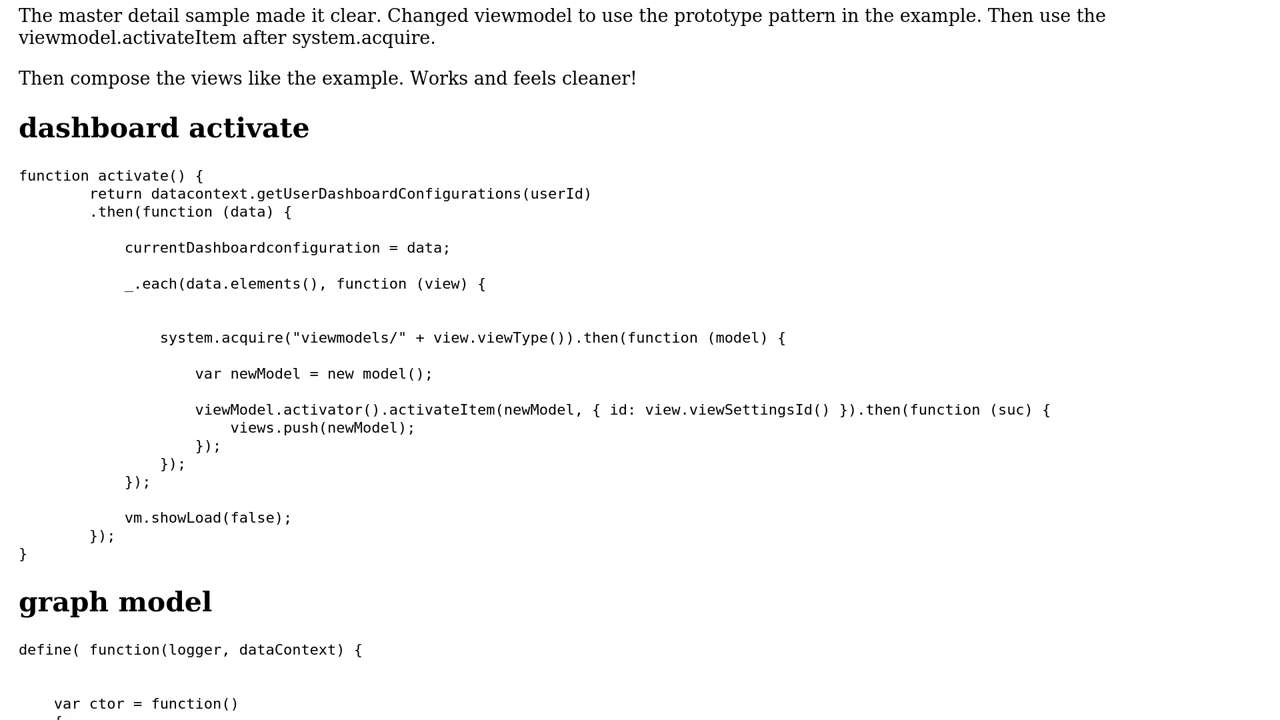 The master detail sample made it clear. Changed viewmodel to use the prototype pattern in the example. Then use the
viewmodel.activateItem after system.acquire.
Then compose the views like the example. Works and feels cleaner!
dashboard activate
function activate() {
        return datacontext.getUserDashboardConfigurations(userId)
        .then(function (data) {
            currentDashboardconfiguration = data;
            _.each(data.elements(), function (view) {
                system.acquire("viewmodels/" + view.viewType()).then(function (model) {
                    var newModel = new model();
                    viewModel.activator().activateItem(newModel, { id: view.viewSettingsId() }).then(function (suc) {
                        views.push(newModel);
                    });
                });
            });
            vm.showLoad(false);
        });
}
graph model
define( function(logger, dataContext) {
    var ctor = function()
    {